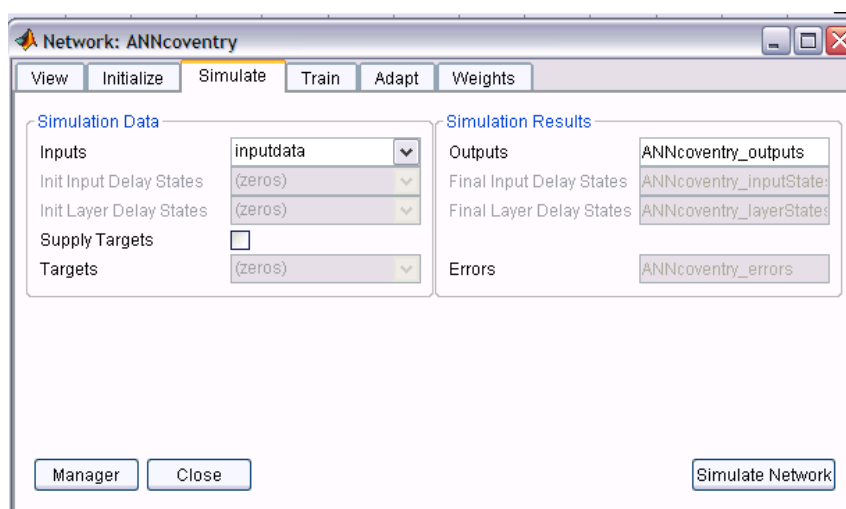 Network: ANNcoventry
View Initialize Simulate Train Adapt Weights
Simulation Data
Inputs inputdata
Init Input Delay States (zeros)
Init Layer Delay States (zeros)
Supply Targets
Targets (zeros)
Simulation Results
Outputs ANNcoventry_outputs
Final Input Delay States ANNcoventry_inputStates
Final Layer Delay States ANNcoventry_layerStates
Errors ANNcoventry_errors
Manager Close Simulate Network